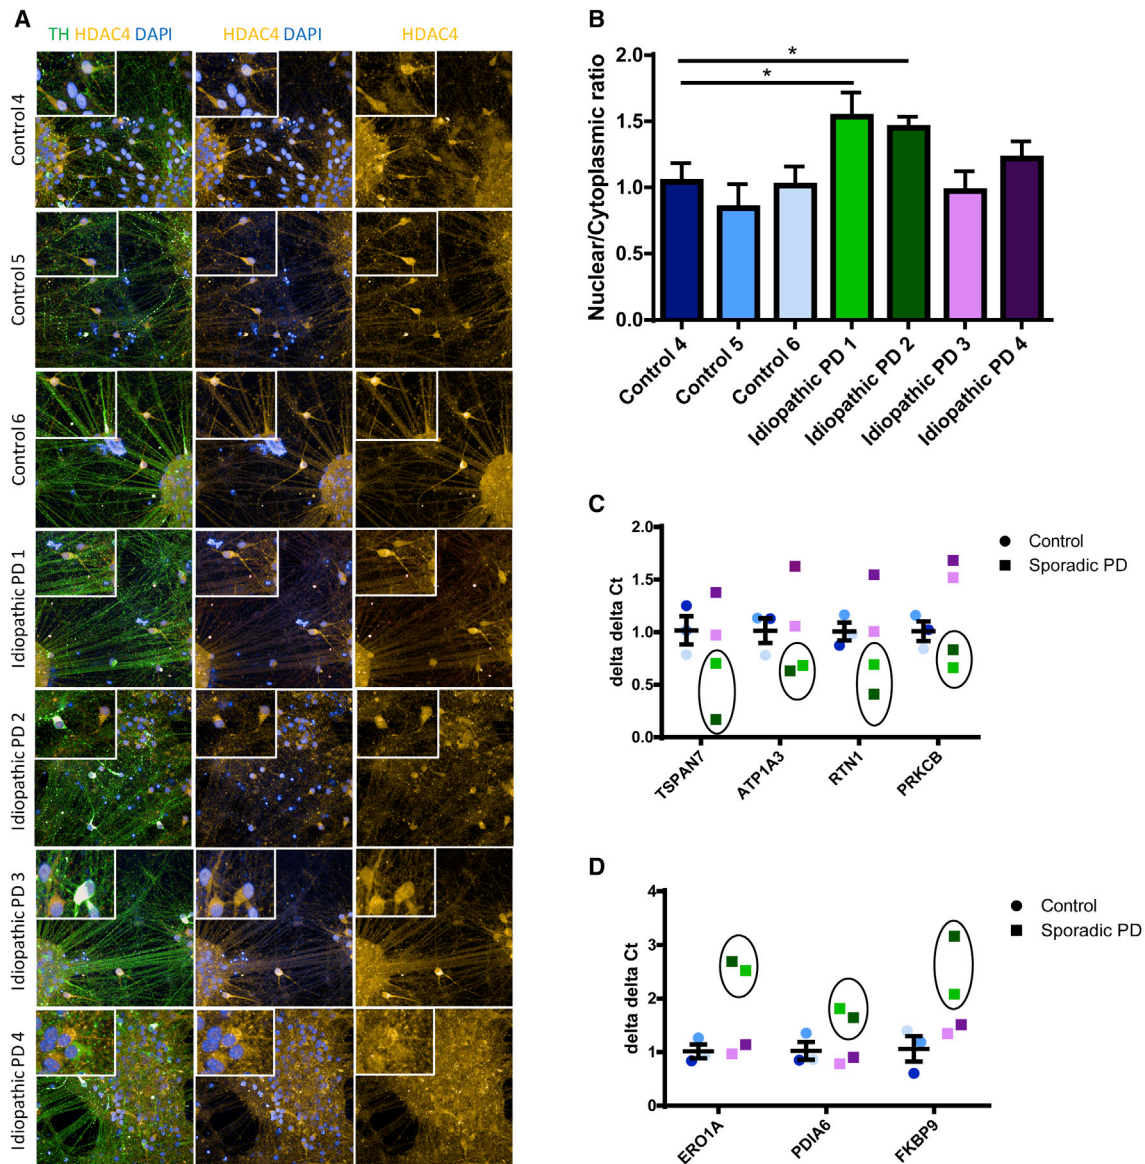 A
TH HDAC4 DAPI
HDAC4 DAPI
HDAC4
Control 4
Control 5
Control 6
Idiopathic PD 1
Idiopathic PD 2
Idiopathic PD 3
Idiopathic PD 4
B
Nuclear/Cytoplasmic ratio
2.0
1.5
1.0
0.5
0.0
*
*
Control 4
Control 5
Control 6
Idiopathic PD 1
Idiopathic PD 2
Idiopathic PD 3
Idiopathic PD 4
C
delta delta Ct
2.0
1.5
1.0
0.5
0.0
TSPAN7
ATP1A3
RTN1
PRKCB
Control
Sporadic PD
D
delta delta Ct
4
3
2
1
0
ERO1A
PDIA6
FKBP9
Control
Sporadic PD